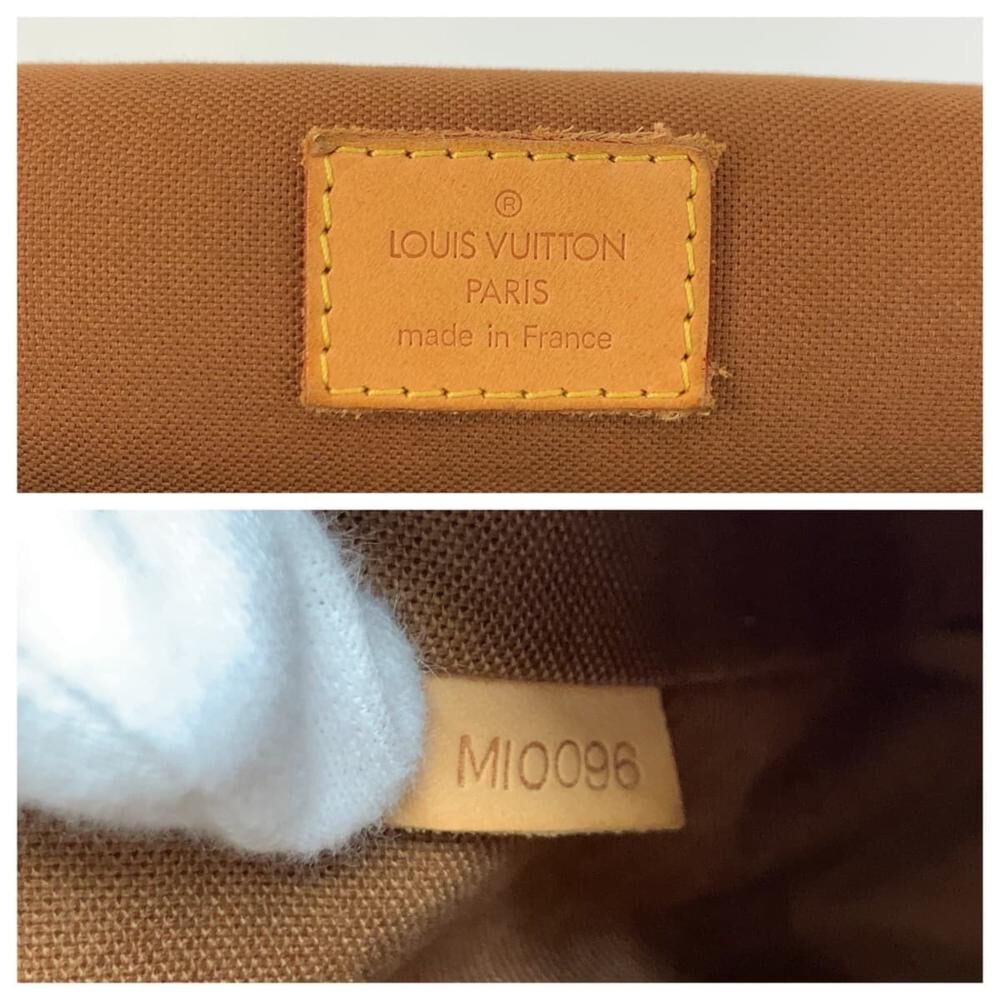 ®
LOUIS VUITTON
PARIS
made in France
MI0096